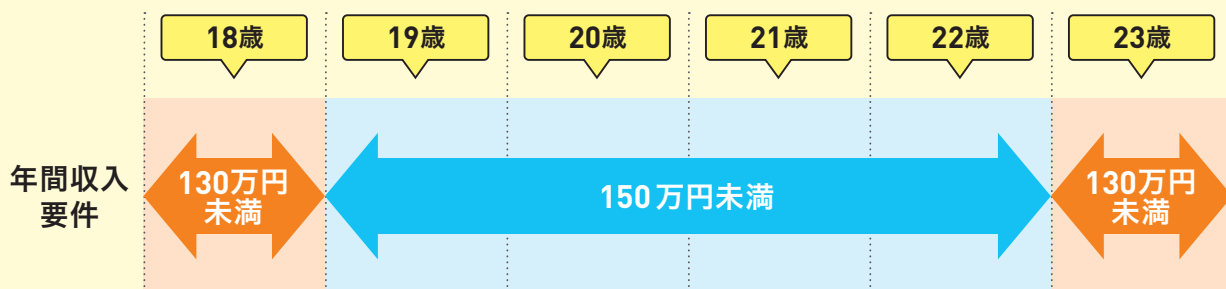 18歳
19歳
20歳
21歳
22歳
23歳
年間収入
要件
130万円
未満
150万円未満
130万円
未満